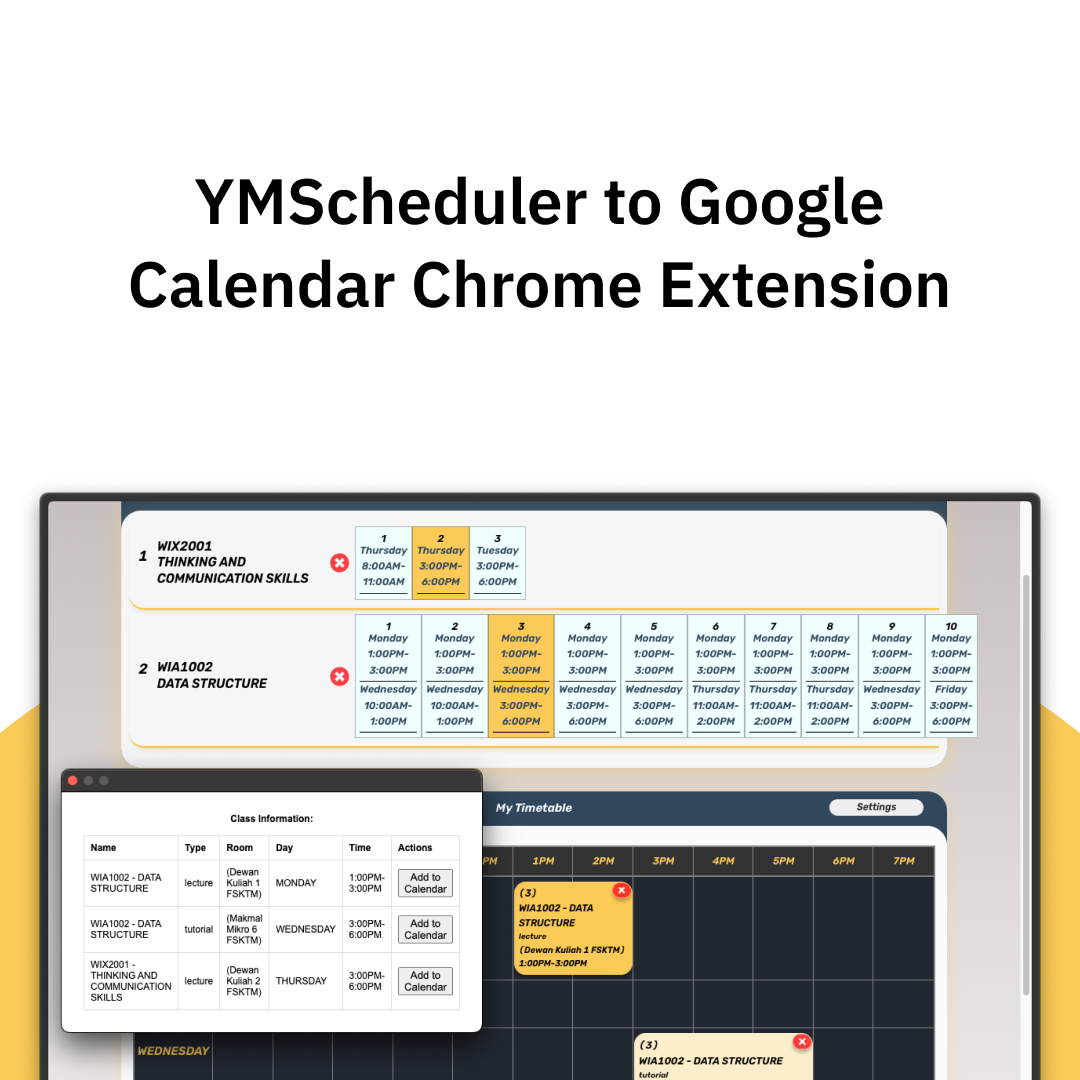 YMScheduler to Google
Calendar Chrome Extension
1 WIX2001
THINKING AND
COMMUNICATION SKILLS
1
Thursday
8:00AM-
11:00AM
2
Thursday
3:00PM-
6:00PM
3
Tuesday
3:00PM-
6:00PM
2 WIA1002
DATA STRUCTURE
1
Monday
1:00PM-
3:00PM
Wednesday
10:00AM-
1:00PM
2
Monday
1:00PM-
3:00PM
Wednesday
10:00AM-
1:00PM
3
Monday
1:00PM-
3:00PM
Wednesday
3:00PM-
6:00PM
4
Monday
1:00PM-
3:00PM
Wednesday
3:00PM-
6:00PM
5
Monday
1:00PM-
3:00PM
Wednesday
3:00PM-
6:00PM
6
Monday
1:00PM-
3:00PM
Thursday
11:00AM-
2:00PM
7
Monday
1:00PM-
3:00PM
Thursday
11:00AM-
2:00PM
8
Monday
1:00PM-
3:00PM
Thursday
11:00AM-
2:00PM
9
Monday
1:00PM-
3:00PM
Wednesday
3:00PM-
6:00PM
10
Monday
1:00PM-
3:00PM
Friday
3:00PM-
6:00PM
Class Information:
Name Type Room Day Time Actions
WIA1002 - DATA
STRUCTURE
lecture
(Dewan
Kuliah 1
FSKTM)
MONDAY
1:00PM-
3:00PM
Add to
Calendar
WIA1002 - DATA
STRUCTURE
tutorial
(Makmal
Mikro 6
FSKTM)
WEDNESDAY
3:00PM-
6:00PM
Add to
Calendar
WIX2001 -
THINKING AND
COMMUNICATION
SKILLS
lecture
(Dewan
Kuliah 2
FSKTM)
THURSDAY
3:00PM-
6:00PM
Add to
Calendar
My Timetable
Settings
PM 1PM 2PM 3PM 4PM 5PM 6PM 7PM
(3)
WIA1002 - DATA
STRUCTURE
lecture
(Dewan Kuliah 1 FSKTM)
1:00PM-3:00PM
WEDNESDAY
(3)
WIA1002 - DATA STRUCTURE
tutorial